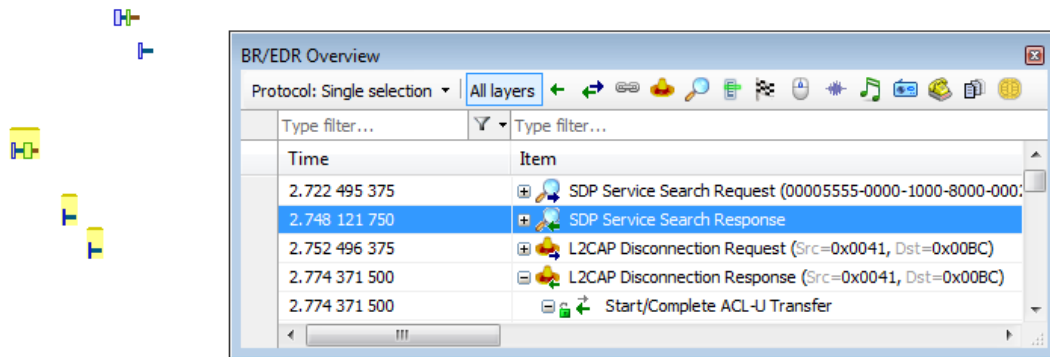 BR/EDR Overview
Protocol: Single selection All layers
Type filter... Type filter...
Time Item
2.722 495 375 SDP Service Search Request (00005555-0000-1000-8000-0002
2.748 121 750 SDP Service Search Response
2.752 496 375 L2CAP Disconnection Request (Src=0x0041, Dst=0x00BC)
2.774 371 500 L2CAP Disconnection Response (Src=0x0041, Dst=0x00BC)
2.774 371 500 Start/Complete ACL-U Transfer